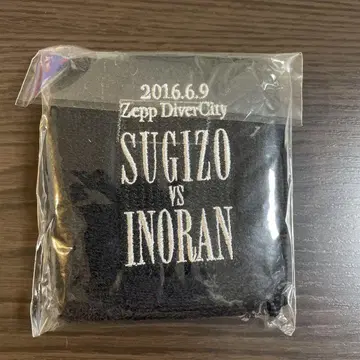 2016.6.9
Zepp DiverCity
SUGIZO
VS
INORAN